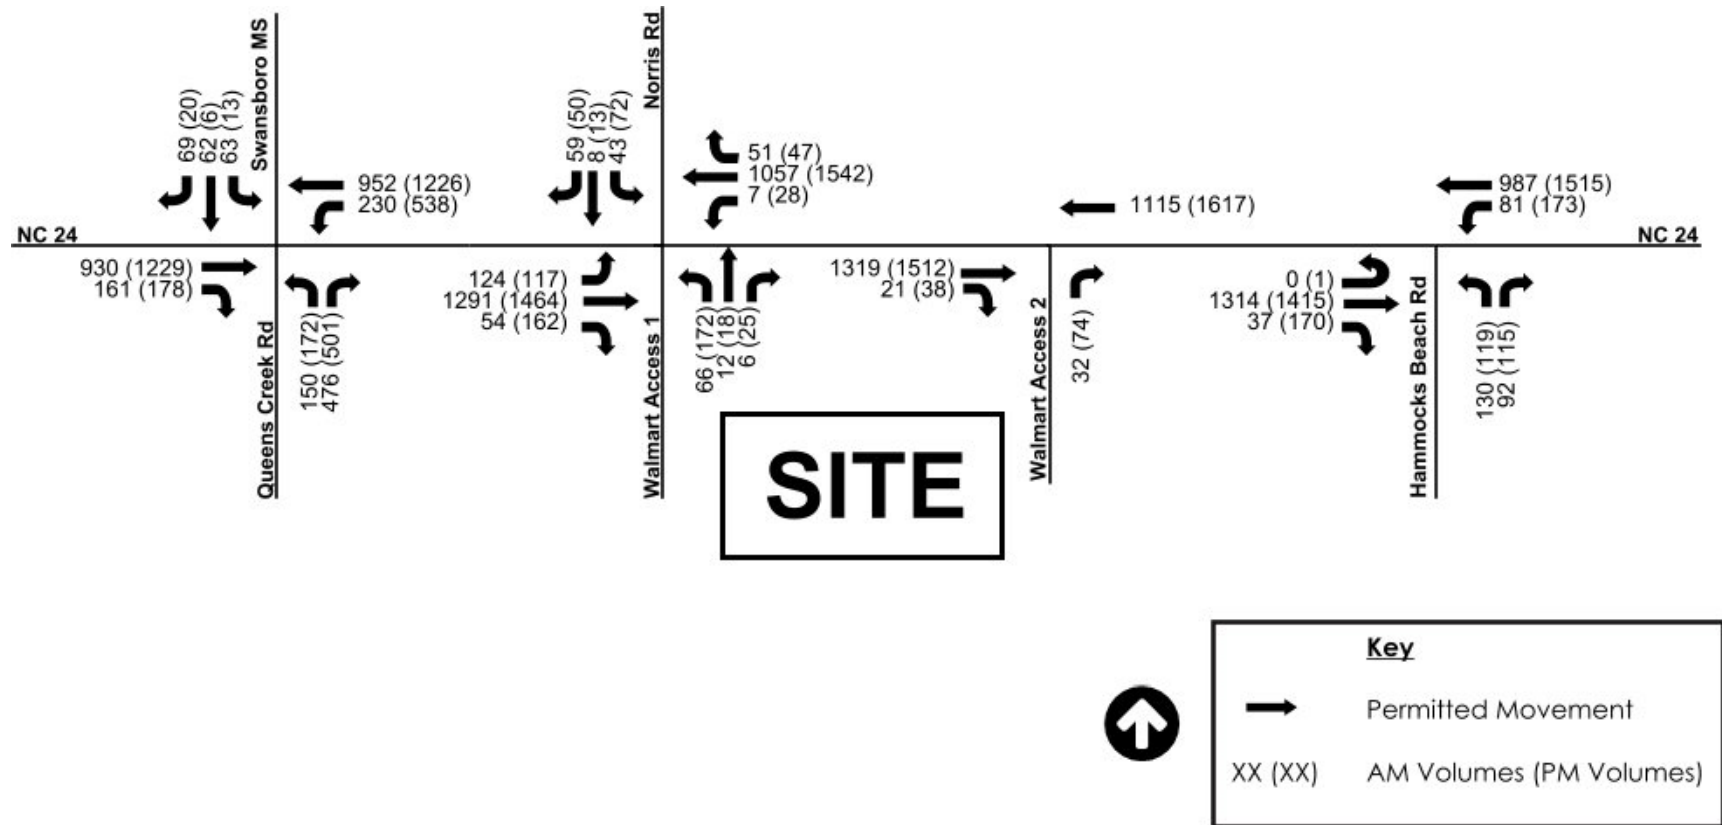 Swansboro MS
69 (20)
62 (6)
63 (13)
952 (1226)
230 (538)
Norris Rd
59 (50)
8 (13)
43 (72)
51 (47)
1057 (1542)
7 (28)
1115 (1617)
987 (1515)
81 (173)
NC 24
NC 24
930 (1229)
161 (178)
Queens Creek Rd
150 (172)
476 (501)
124 (117)
1291 (1464)
54 (162)
Walmart Access 1
66 (172)
12 (18)
6 (25)
1319 (1512)
21 (38)
Walmart Access 2
32 (74)
0 (1)
1314 (1415)
37 (170)
Hammocks Beach Rd
130 (119)
92 (115)
SITE
Key
Permitted Movement
XX (XX) AM Volumes (PM Volumes)